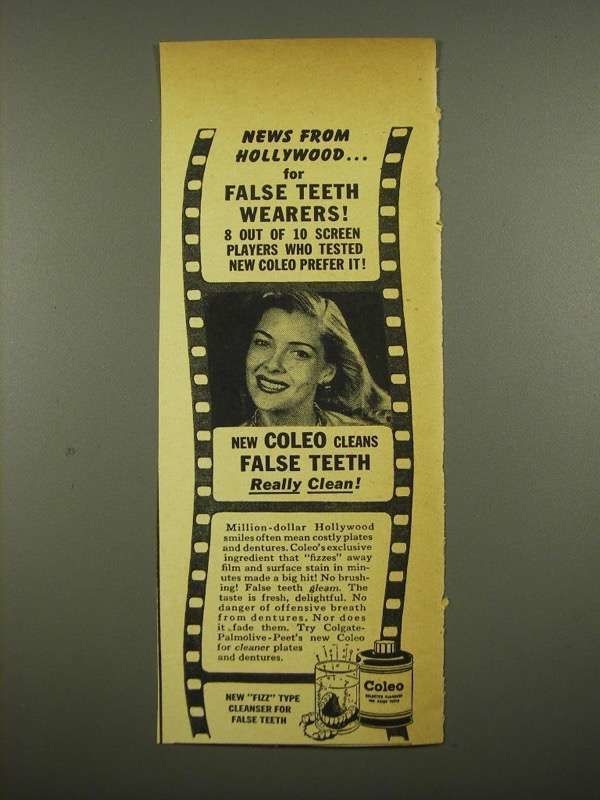 NEWS FROM
HOLLYWOOD...
for
FALSE TEETH
WEARERS!
8 OUT OF 10 SCREEN
PLAYERS WHO TESTED
NEW COLEO PREFER IT!
NEW COLEO CLEANS
FALSE TEETH
Really Clean!
Million-dollar Hollywood
smiles often mean costly plates
and dentures. Coleo's exclusive
ingredient that "fizzes" away
film and surface stain in min-
utes made a big hit! No brush-
ing! False teeth gleam. The
taste is fresh, delightful. No
danger of offensive breath
from dentures. Nor does
it fade them. Try Colgate-
Palmolive-Peet's new Coleo
for cleaner plates
and dentures.
NEW "FIZZ" TYPE
CLEANSER FOR
FALSE TEETH
Coleo
FOR FALSE TEETH